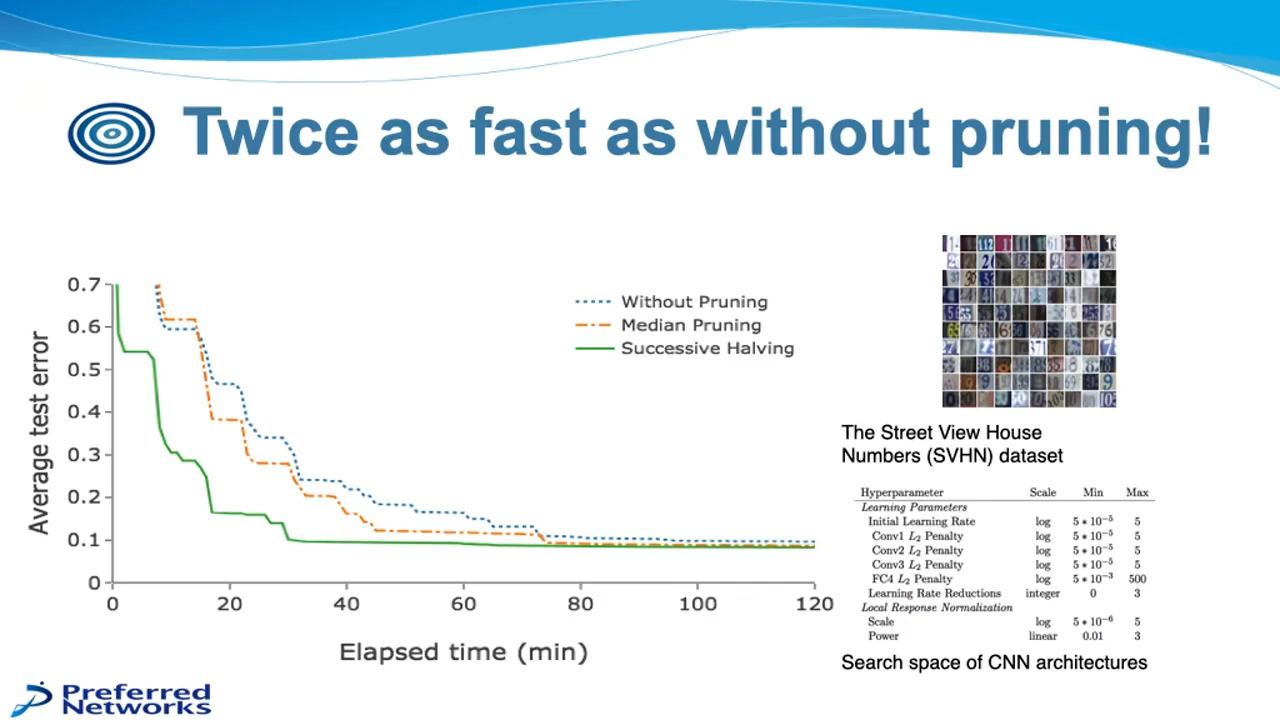 Twice as fast as without pruning!
0.7
0.6
0.5
0.4
0.3
0.2
0.1
0
Average test error
0 20 40 60 80 100 120
Elapsed time (min)
Without Pruning
Median Pruning
Successive Halving
The Street View House
Numbers (SVHN) dataset
Hyperparameter Scale Min Max
Learning Parameters
Initial Learning Rate log 5 * 10⁻⁵ 5
Conv1 L₂ Penalty log 5 * 10⁻⁵ 5
Conv2 L₂ Penalty log 5 * 10⁻⁵ 5
Conv3 L₂ Penalty log 5 * 10⁻⁵ 5
FC4 L₂ Penalty log 5 * 10⁻³ 500
Learning Rate Reductions integer 0 3
Local Response Normalization
Scale log 5 * 10⁻⁶ 5
Power linear 0.01 3
Search space of CNN architectures
Preferred
Networks